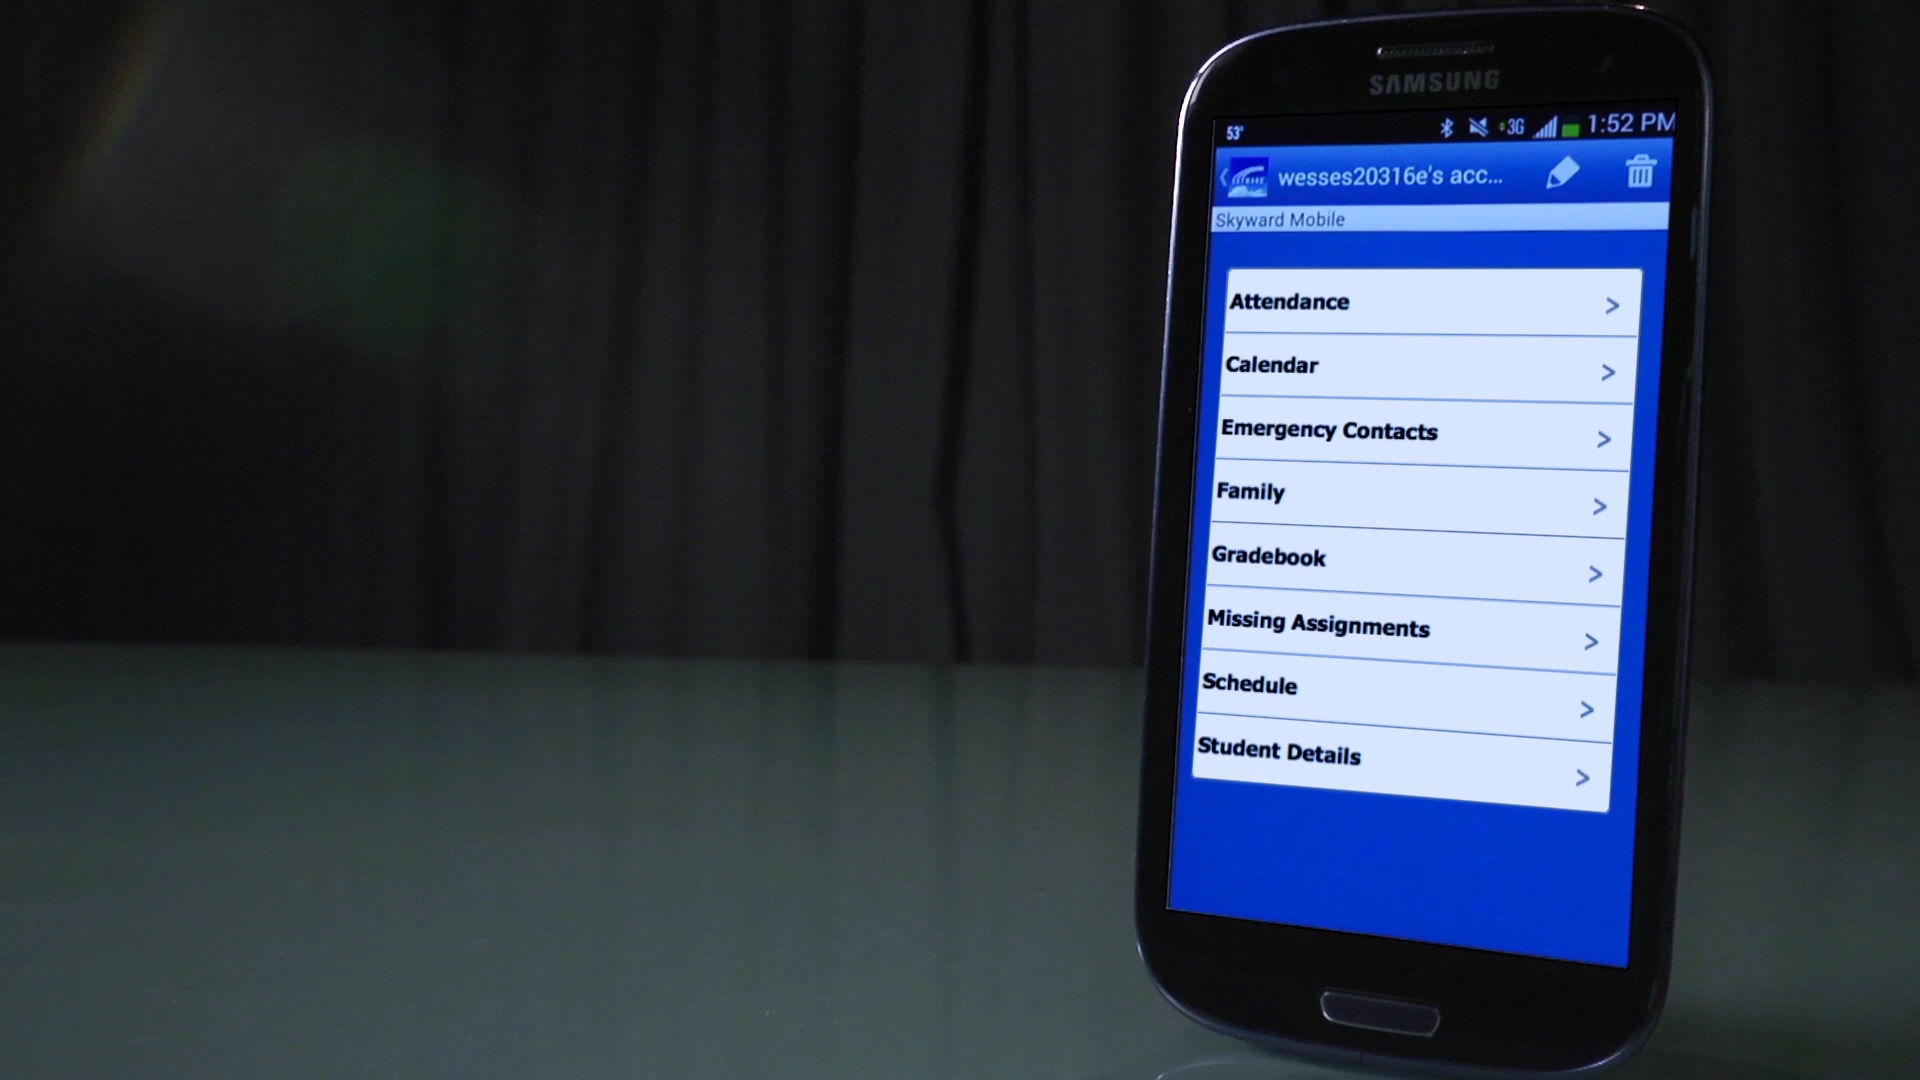 SAMSUNG
53°
3G
1:52 PM
wesses20316e's acc...
Skyward Mobile
Attendance >
Calendar >
Emergency Contacts >
Family >
Gradebook >
Missing Assignments >
Schedule >
Student Details >